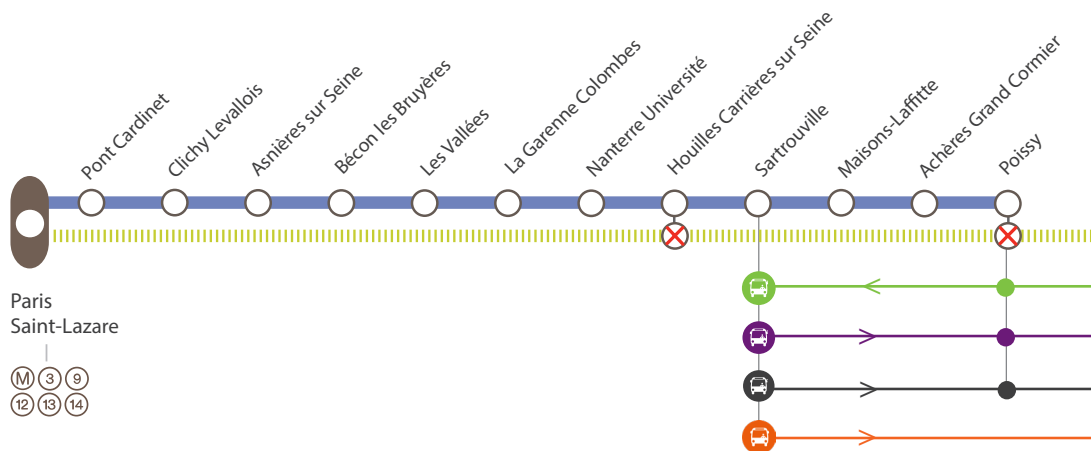 Pont Cardinet
Clichy Levallois
Asnières sur Seine
Bécon les Bruyères
Les Vallées
La Garenne Colombes
Nanterre Université
Houilles Carrières sur Seine
Sartrouville
Maisons-Laffitte
Achères Grand Cormier
Poissy
Paris
Saint-Lazare
M 3 9
12 13 14